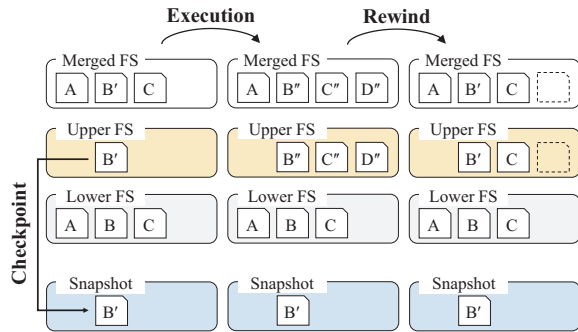 Execution Rewind
Merged FS Merged FS Merged FS
A B′ C A B″ C″ D″ A B′ C
Upper FS Upper FS Upper FS
B′ B″ C″ D″ B′ C
Lower FS Lower FS Lower FS
A B C A B C A B C
Checkpoint
Snapshot Snapshot Snapshot
B′ B′ B′